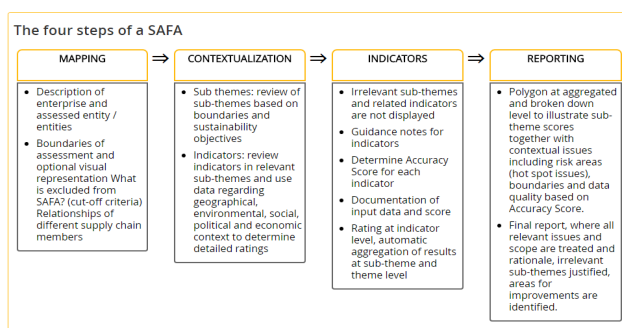 The four steps of a SAFA
MAPPING
• Description of
enterprise and
assessed entity /
entities
• Boundaries of
assessment and
optional visual
representation What
is excluded from
SAFA? (cut-off criteria)
Relationships of
different supply chain
members
CONTEXTUALIZATION
• Sub themes: review of
sub-themes based on
boundaries and
sustainability
objectives
• Indicators: review
indicators in relevant
sub-themes and use
data regarding
geographical,
environmental, social,
political and economic
context to determine
detailed ratings
INDICATORS
• Irrelevant sub-themes
and related indicators
are not displayed
• Guidance notes for
indicators
• Determine Accuracy
Score for each
indicator
• Documentation of
input data and score
• Rating at indicator
level, automatic
aggregation of results
at sub-theme and
theme level
REPORTING
• Polygon at aggregated
and broken down
level to illustrate sub-
theme scores
together with
contextual issues
including risk areas
(hot spot issues),
boundaries and data
quality based on
Accuracy Score.
• Final report, where all
relevant issues and
scope are treated and
rationale, irrelevant
sub-themes justified,
areas for
improvements are
identified.